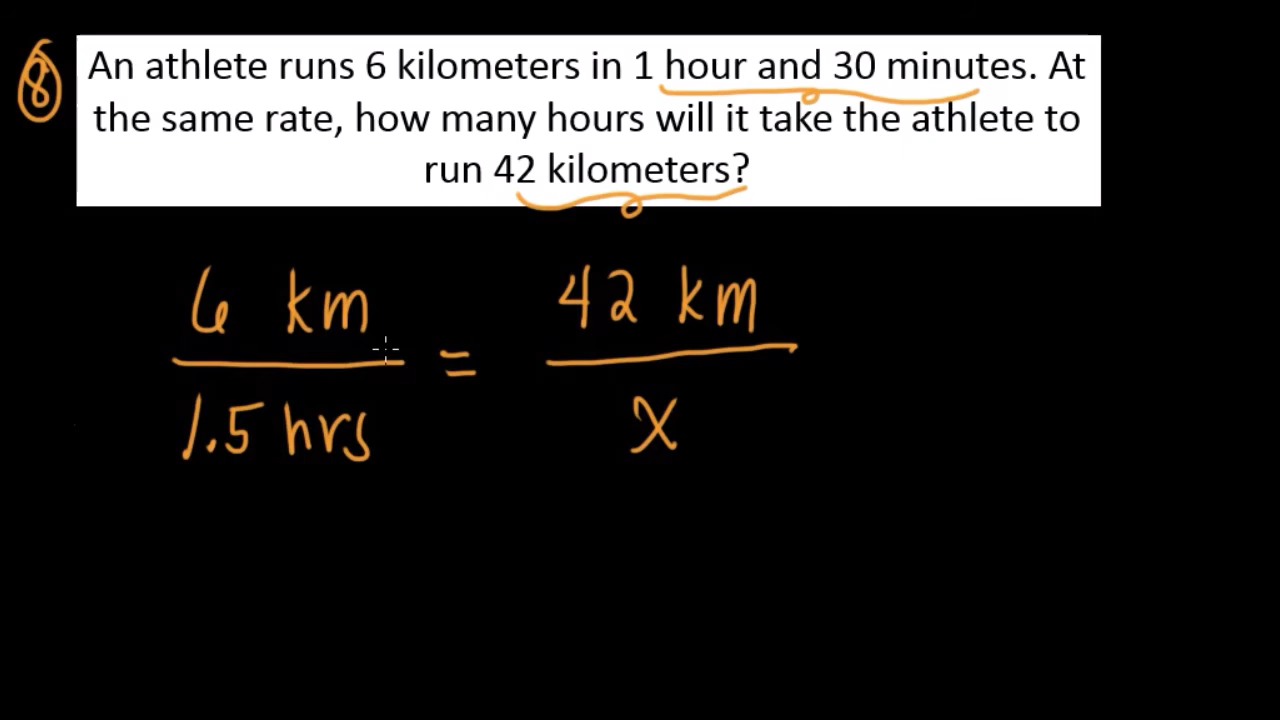 8
An athlete runs 6 kilometers in 1 hour and 30 minutes. At
the same rate, how many hours will it take the athlete to
run 42 kilometers?
6 km
1.5 hrs
=
42 km
x